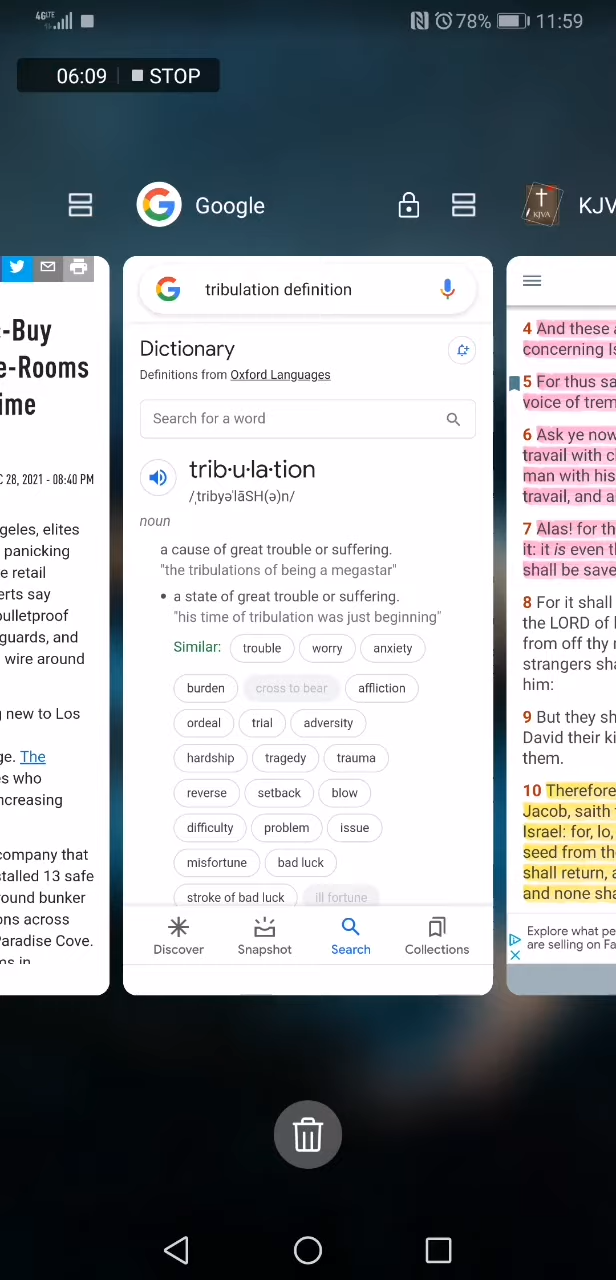 4G LTE
78% 11:59
06:09 STOP
Google
KJV
-Buy
e-Rooms
ime
C 28, 2021 - 08:40 PM
geles, elites
panicking
e retail
erts say
bulletproof
guards, and
wire around
g new to Los
ge. The
es who
ncreasing
company that
stalled 13 safe
round bunker
ons across
Paradise Cove.
ms in
tribulation definition
Dictionary
Definitions from Oxford Languages
Search for a word
trib·u·la·tion
/ˌtribyəˈlāSH(ə)n/
noun
a cause of great trouble or suffering.
"the tribulations of being a megastar"
• a state of great trouble or suffering.
"his time of tribulation was just beginning"
Similar: trouble worry anxiety
burden cross to bear affliction
ordeal trial adversity
hardship tragedy trauma
reverse setback blow
difficulty problem issue
misfortune bad luck
stroke of bad luck ill fortune
Discover Snapshot Search Collections
KJVA
4 And these a
concerning Is
5 For thus sa
voice of trem
6 Ask ye now
travail with c
man with his
travail, and a
7 Alas! for th
it: it is even th
shall be save
8 For it shall
the LORD of
from off thy
strangers sha
him:
9 But they sh
David their ki
them.
10 Therefore
Jacob, saith
Israel: for, lo,
seed from the
shall return, a
and none sha
Explore what pe
are selling on Fa